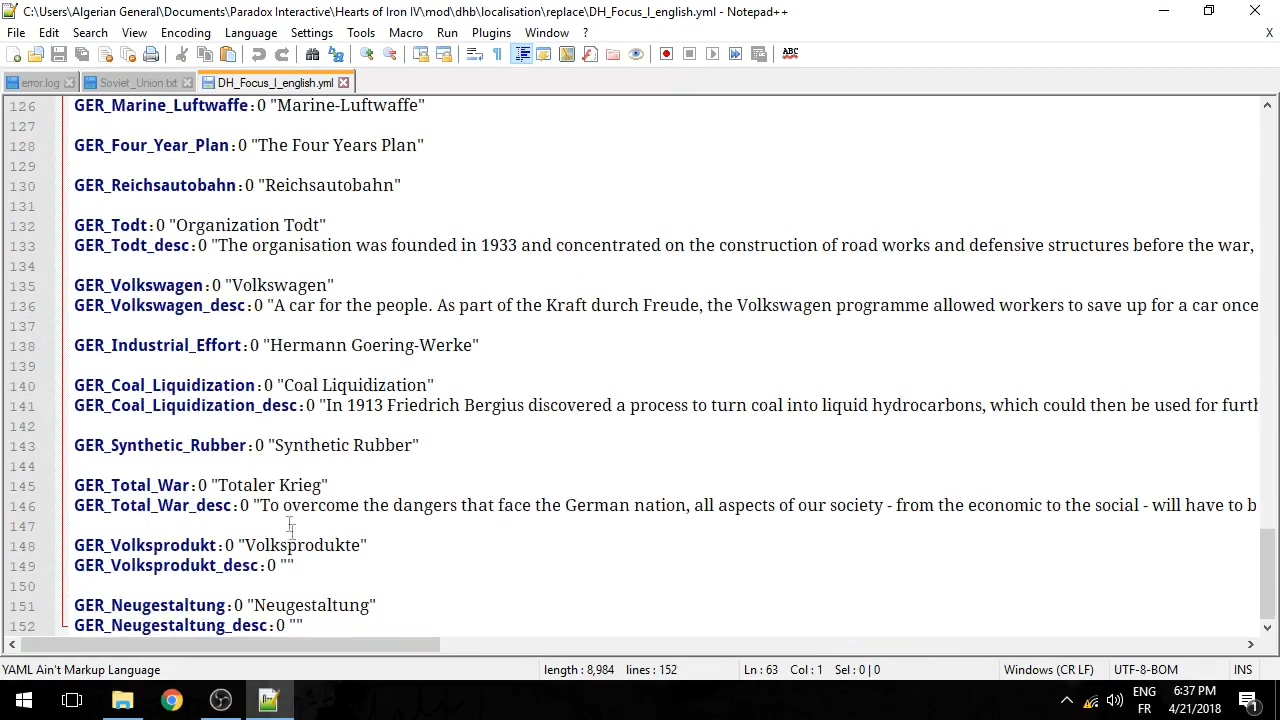 C:\Users\Algerian General\Documents\Paradox Interactive\Hearts of Iron IV\mod\dhb\localisation\replace\DH_Focus_l_english.yml - Notepad++
File Edit Search View Encoding Language Settings Tools Macro Run Plugins Window ? X
error.log Soviet_Union.txt DH_Focus_l_english.yml
126 GER_Marine_Luftwaffe:0 "Marine-Luftwaffe"
127
128 GER_Four_Year_Plan:0 "The Four Years Plan"
129
130 GER_Reichsautobahn:0 "Reichsautobahn"
131
132 GER_Todt:0 "Organization Todt"
133 GER_Todt_desc:0 "The organisation was founded in 1933 and concentrated on the construction of road works and defensive structures before the war,
134
135 GER_Volkswagen:0 "Volkswagen"
136 GER_Volkswagen_desc:0 "A car for the people. As part of the Kraft durch Freude, the Volkswagen programme allowed workers to save up for a car once
137
138 GER_Industrial_Effort:0 "Hermann Goering-Werke"
139
140 GER_Coal_Liquidization:0 "Coal Liquidization"
141 GER_Coal_Liquidization_desc:0 "In 1913 Friedrich Bergius discovered a process to turn coal into liquid hydrocarbons, which could then be used for furt
142
143 GER_Synthetic_Rubber:0 "Synthetic Rubber"
144
145 GER_Total_War:0 "Totaler Krieg"
146 GER_Total_War_desc:0 "To overcome the dangers that face the German nation, all aspects of our society - from the economic to the social - will have to b
147
148 GER_Volksprodukt:0 "Volksprodukte"
149 GER_Volksprodukt_desc:0 ""
150
151 GER_Neugestaltung:0 "Neugestaltung"
152 GER_Neugestaltung_desc:0 ""
YAML Ain't Markup Language length : 8,984 lines : 152 Ln : 63 Col : 1 Sel : 0 | 0 Windows (CR LF) UTF-8-BOM INS
ENG 6:37 PM
FR 4/21/2018 1